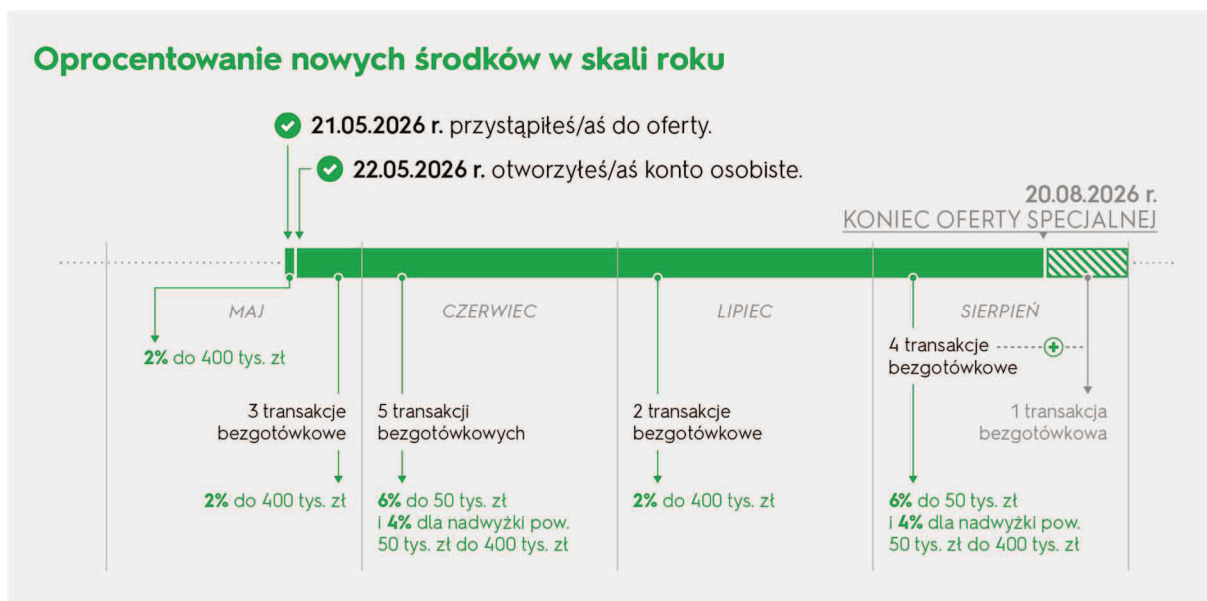 Oprocentowanie nowych środków w skali roku
21.05.2026 r. przystąpiłeś/aś do oferty.
22.05.2026 r. otworzyłeś/aś konto osobiste.
20.08.2026 r.
KONIEC OFERTY SPECJALNEJ
MAJ
CZERWIEC
LIPIEC
SIERPIEŃ
2% do 400 tys. zł
3 transakcje
bezgotówkowe
2% do 400 tys. zł
5 transakcji
bezgotówkowych
6% do 50 tys. zł
i 4% dla nadwyżki pow.
50 tys. zł do 400 tys. zł
2 transakcje
bezgotówkowe
2% do 400 tys. zł
4 transakcje
bezgotówkowe
6% do 50 tys. zł
i 4% dla nadwyżki pow.
50 tys. zł do 400 tys. zł
1 transakcja
bezgotówkowa